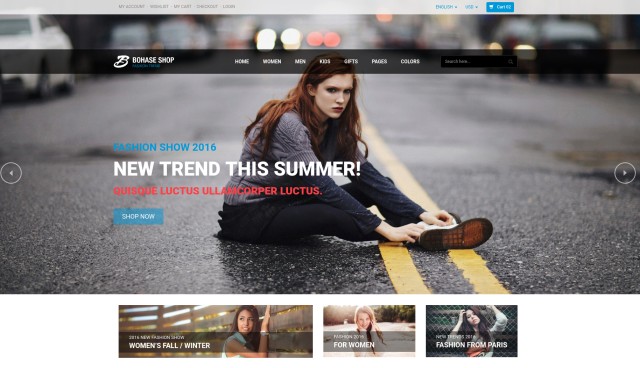 MY ACCOUNT WISHLIST MY CART CHECKOUT LOGIN
ENGLISH
USD
Cart
BOHASE SHOP
HOME WOMEN MEN KIDS GIFTS PAGES COLORS
Search here...
FASHION SHOW 2016
NEW TREND THIS SUMMER!
QUISQUE LUCTUS ULLAMCORPER LUCTUS.
SHOP NOW
2016 NEW FASHION SHOW
WOMEN'S FALL / WINTER
FASHION 2016
FOR WOMEN
NEW TRENDS 2016
FASHION FROM PARIS